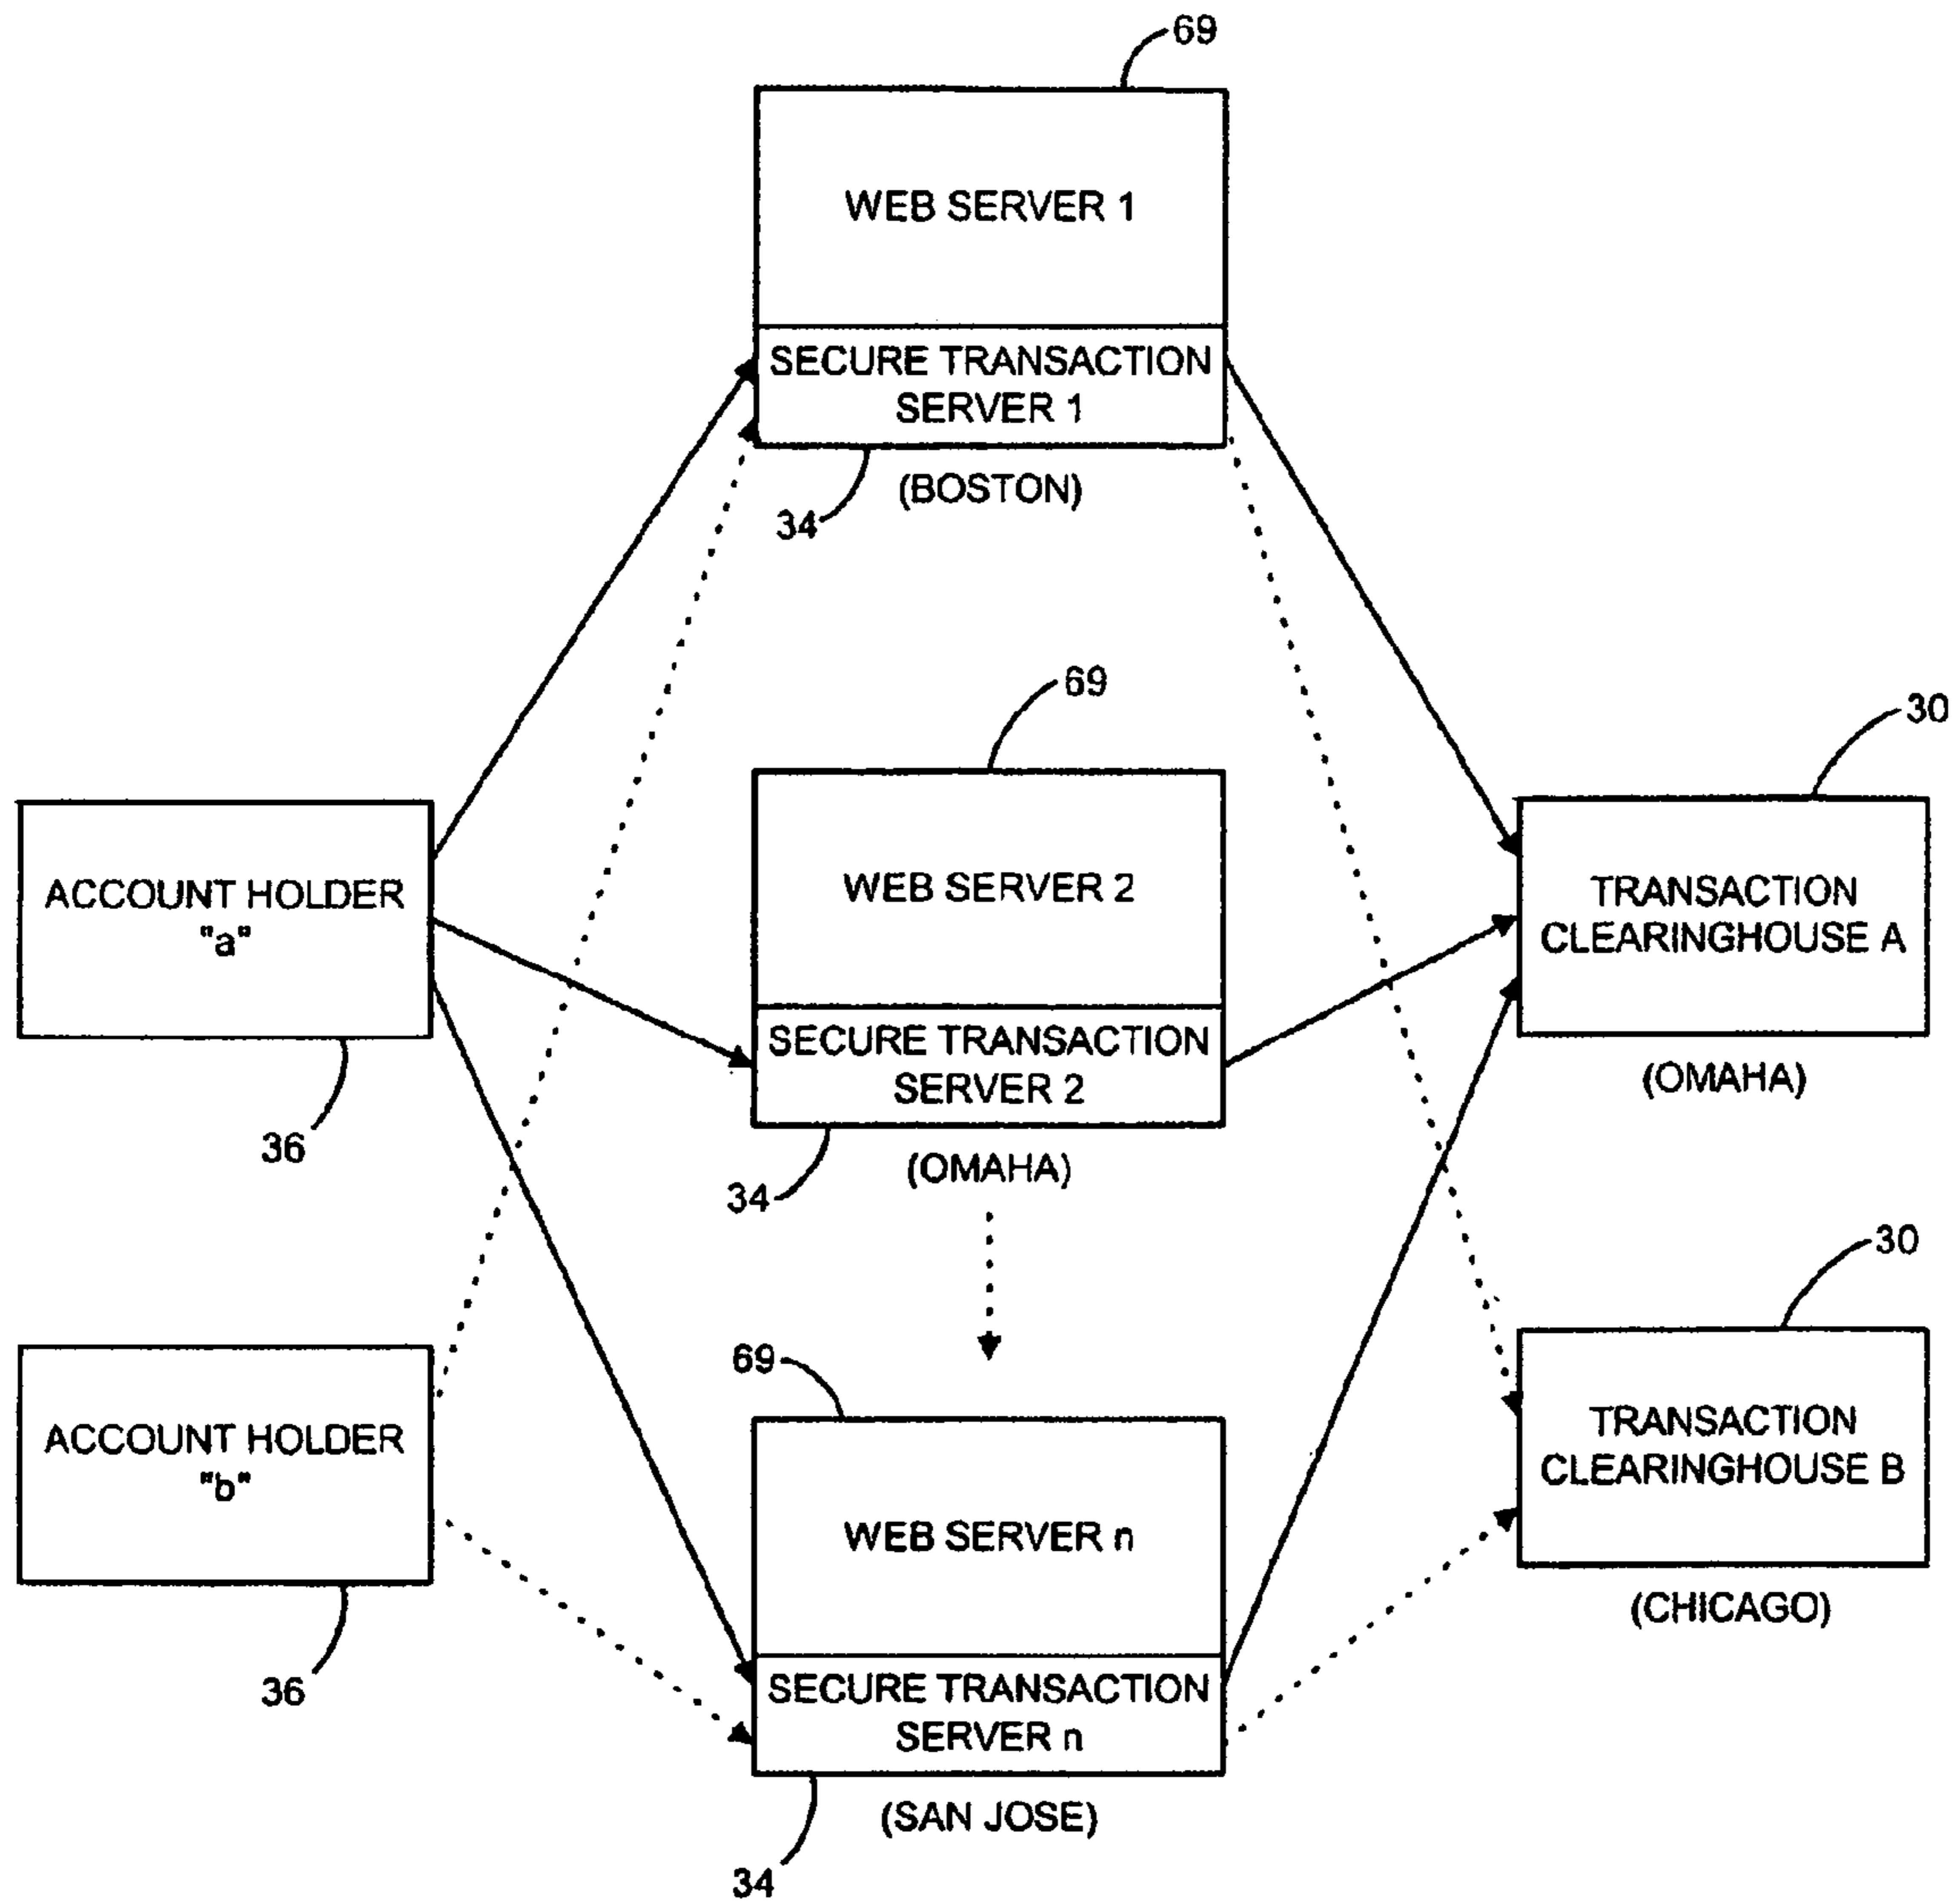 69
WEB SERVER 1
SECURE TRANSACTION
SERVER 1
(BOSTON)
34
69
WEB SERVER 2
SECURE TRANSACTION
SERVER 2
(OMAHA)
34
30
ACCOUNT HOLDER
"a"
36
TRANSACTION
CLEARINGHOUSE A
(OMAHA)
30
ACCOUNT HOLDER
"b"
36
69
WEB SERVER n
SECURE TRANSACTION
SERVER n
(SAN JOSE)
34
TRANSACTION
CLEARINGHOUSE B
(CHICAGO)